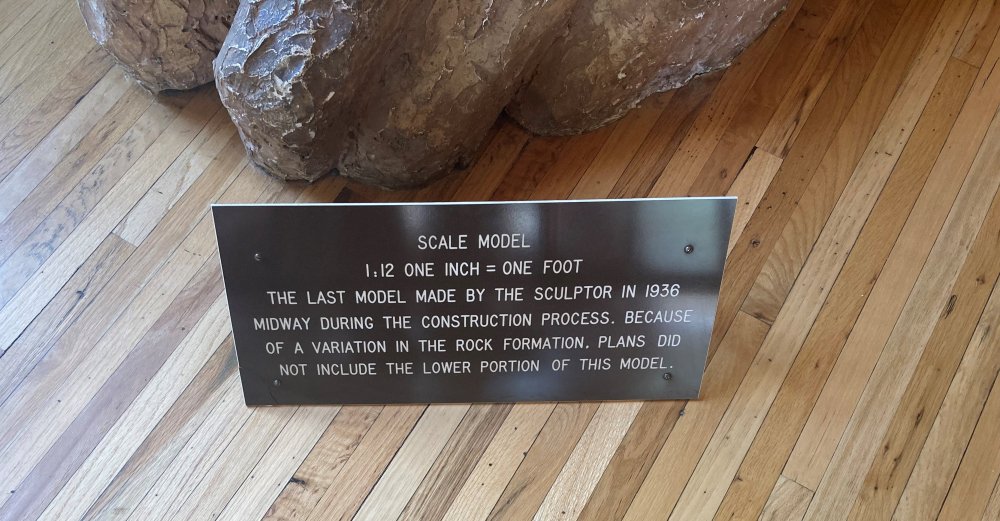 SCALE MODEL
1:12 ONE INCH = ONE FOOT
THE LAST MODEL MADE BY THE SCULPTOR IN 1936
MIDWAY DURING THE CONSTRUCTION PROCESS. BECAUSE
OF A VARIATION IN THE ROCK FORMATION, PLANS DID
NOT INCLUDE THE LOWER PORTION OF THIS MODEL.